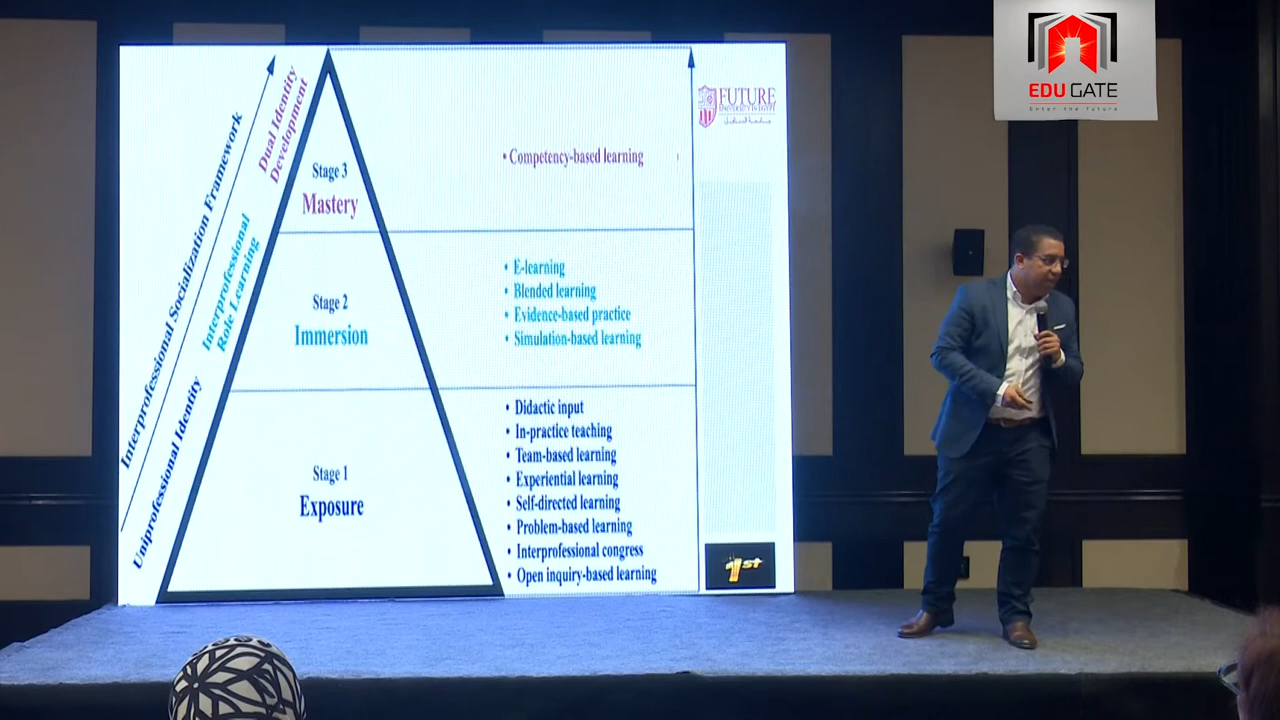 EDU GATE
Enter the future
FUTURE
UNIVERSITY IN EGYPT
Interprofessional Socialization Framework
Dual Identity
Development
Interprofessional
Role Learning
Uniprofessional Identity
Stage 3
Mastery
• Competency-based learning
Stage 2
Immersion
• E-learning
• Blended learning
• Evidence-based practice
• Simulation-based learning
Stage 1
Exposure
• Didactic input
• In-practice teaching
• Team-based learning
• Experiential learning
• Self-directed learning
• Problem-based learning
• Interprofessional congress
• Open inquiry-based learning
1st